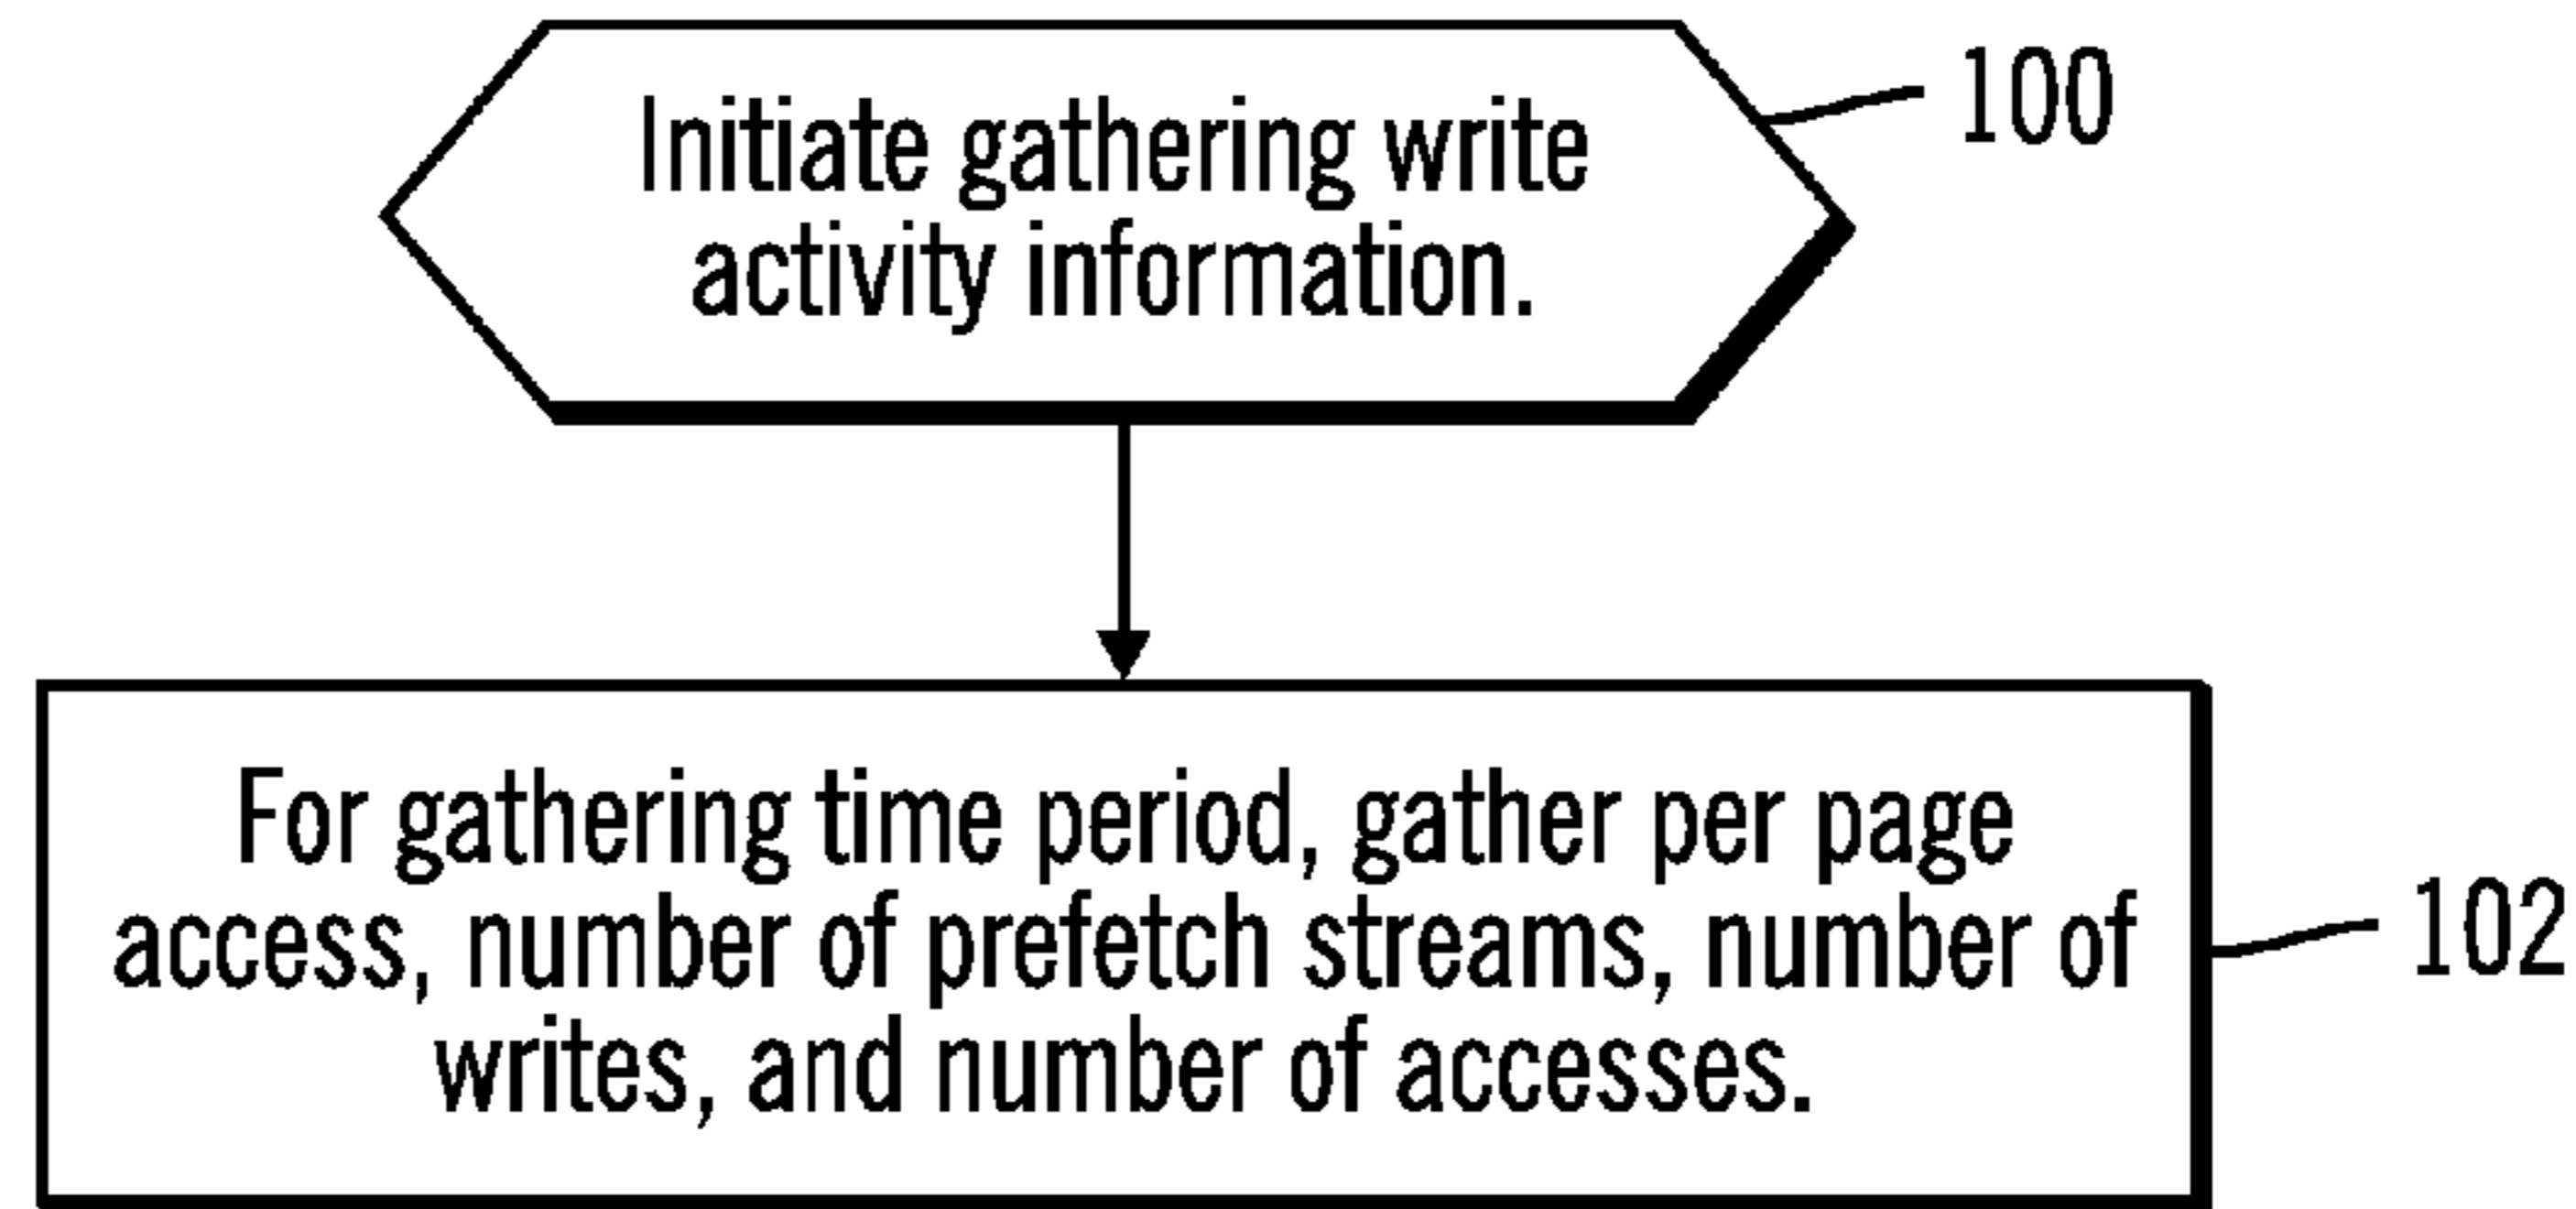 Initiate gathering write
activity information.
100
For gathering time period, gather per page
access, number of prefetch streams, number of
writes, and number of accesses.
102